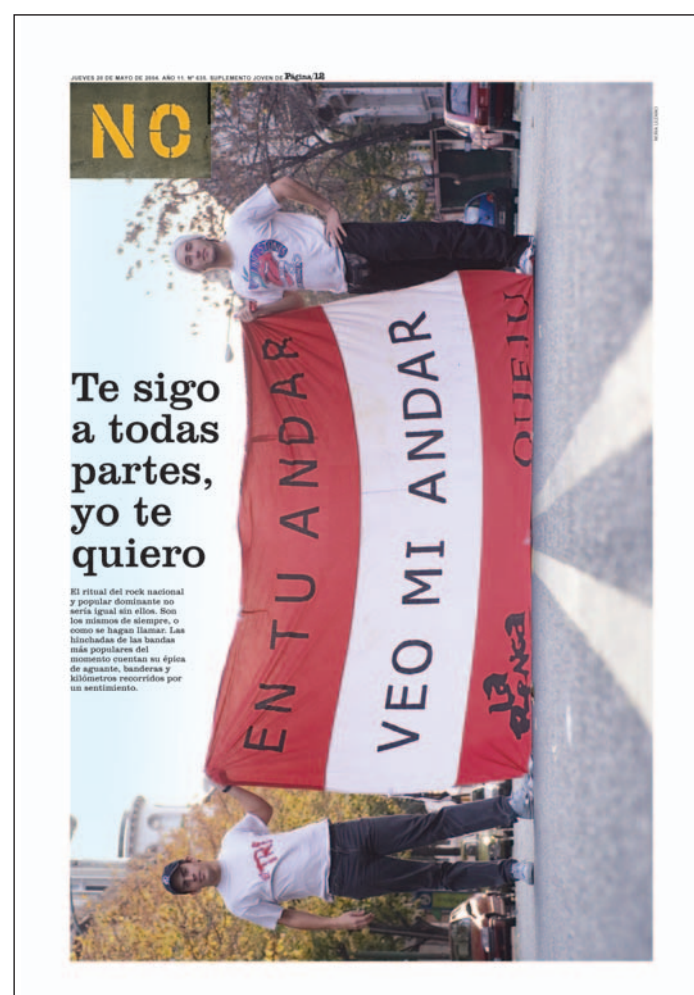 JUEVES 20 DE MAYO DE 2004. AÑO 11. Nº 635. SUPLEMENTO JOVEN DE Página/12
NO
Te sigo
a todas
partes,
yo te
quiero
El ritual del rock nacional
y popular dominante no
sería igual sin ellos. Son
los mismos de siempre, o
como se hagan llamar. Las
hinchadas de las bandas
más populares del
momento cuentan su épica
de aguante, banderas y
kilómetros recorridos por
un sentimiento.
EN TU ANDAR
VEO MI ANDAR
LA RENGA